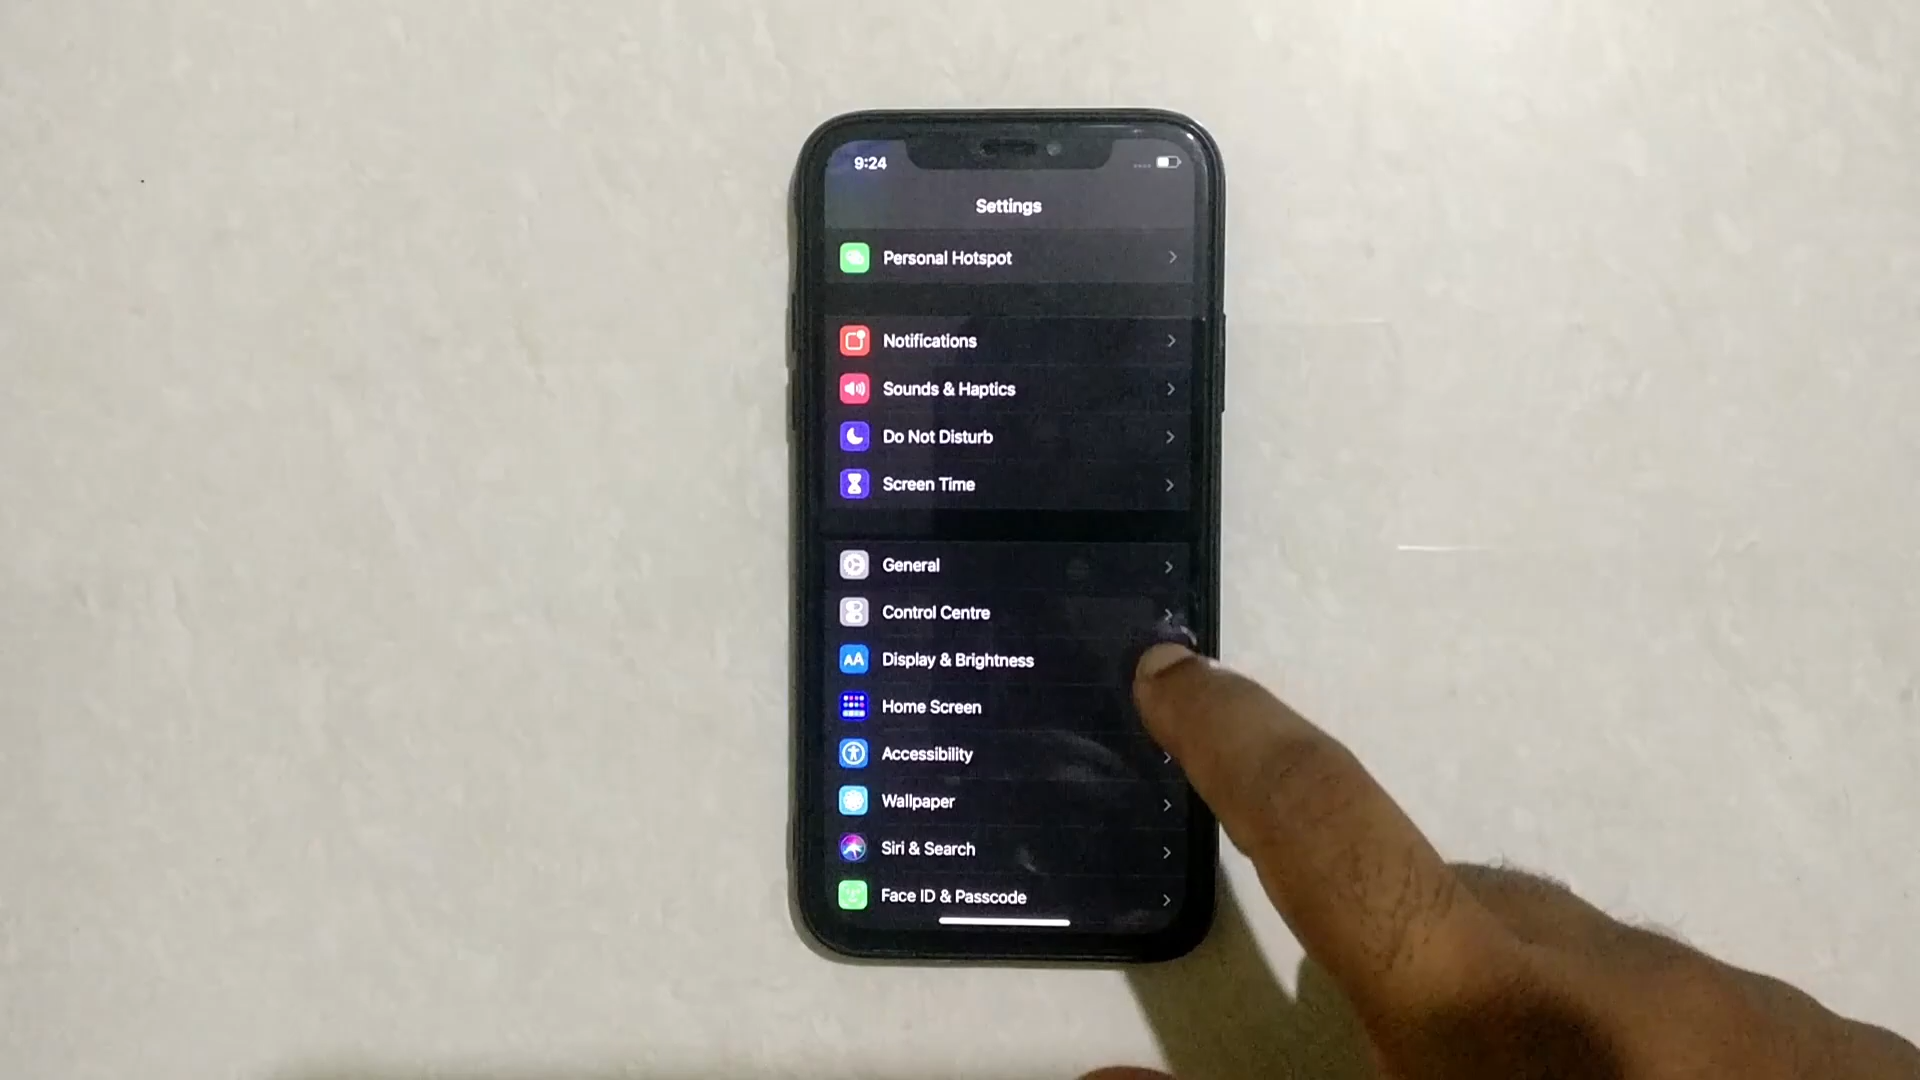 9:24
Settings
Personal Hotspot
Notifications
Sounds & Haptics
Do Not Disturb
Screen Time
General
Control Centre
AA Display & Brightness
Home Screen
Accessibility
Wallpaper
Siri & Search
Face ID & Passcode